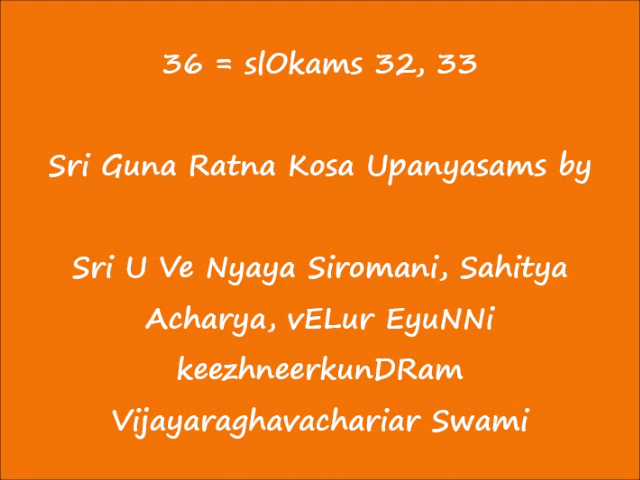 36 = slOkams 32, 33
Sri Guna Ratna Kosa Upanyasams by
Sri U Ve Nyaya Siromani, Sahitya
Acharya, vELur EyuNNi
keezhneerkunDRam
Vijayaraghavachariar Swami